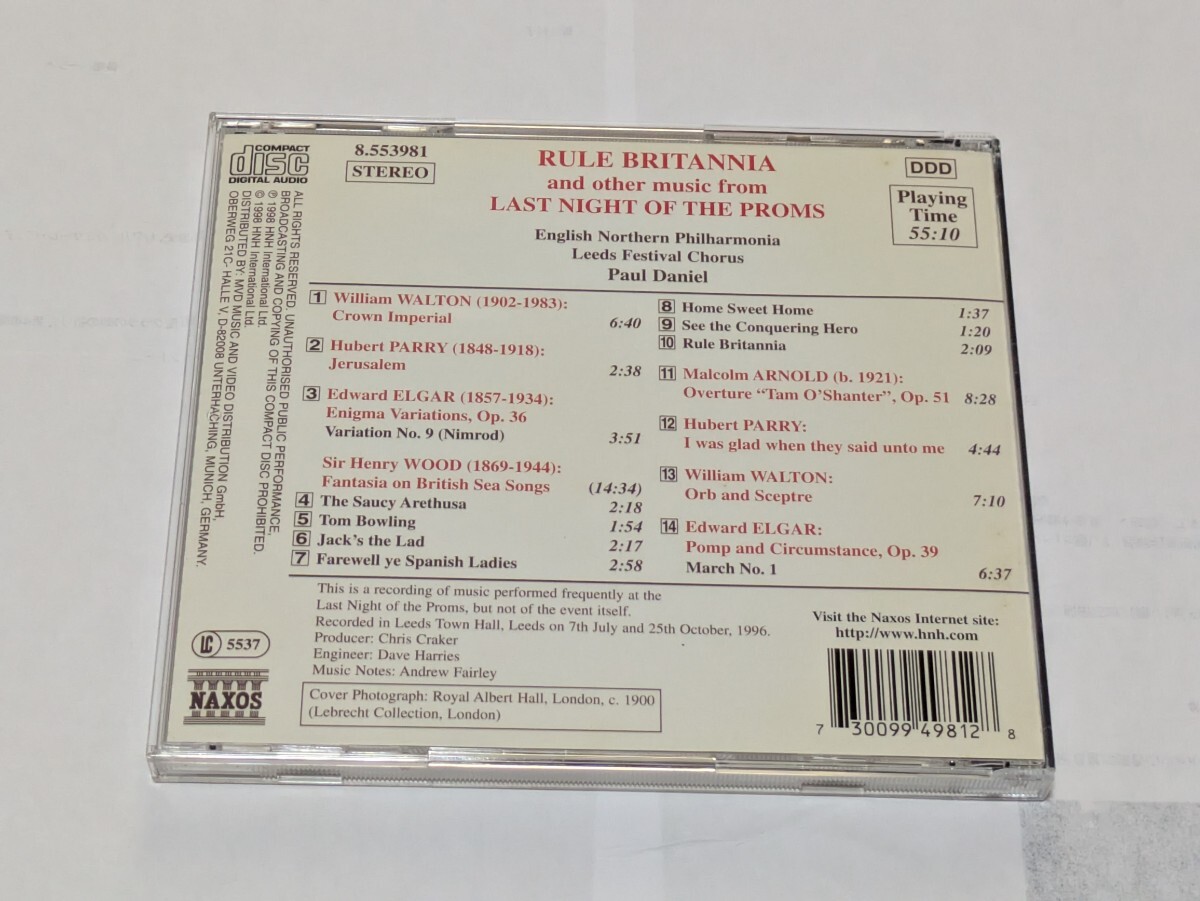 COMPACT
disc
DIGITAL AUDIO
8.553981
STEREO
RULE BRITANNIA
and other music from
LAST NIGHT OF THE PROMS
English Northern Philharmonia
Leeds Festival Chorus
Paul Daniel
DDD
Playing
Time
55:10
ALL RIGHTS RESERVED. UNAUTHORISED PUBLIC PERFORMANCE,
BROADCASTING AND COPYING OF THIS COMPACT DISC PROHIBITED.
℗ 1998 HNH International Ltd.
© 1998 HNH International Ltd.
DISTRIBUTED BY: MVD MUSIC AND VIDEO DISTRIBUTION GmbH,
OBERWEG 21C- HALLE V, D-82008 UNTERHACHING, MUNICH, GERMANY.
1 William WALTON (1902-1983):
Crown Imperial 6:40
2 Hubert PARRY (1848-1918):
Jerusalem 2:38
3 Edward ELGAR (1857-1934):
Enigma Variations, Op. 36
Variation No. 9 (Nimrod) 3:51
Sir Henry WOOD (1869-1944):
Fantasia on British Sea Songs (14:34)
4 The Saucy Arethusa 2:18
5 Tom Bowling 1:54
6 Jack's the Lad 2:17
7 Farewell ye Spanish Ladies 2:58
8 Home Sweet Home 1:37
9 See the Conquering Hero 1:20
10 Rule Britannia 2:09
11 Malcolm ARNOLD (b. 1921):
Overture “Tam O’Shanter”, Op. 51 8:28
12 Hubert PARRY:
I was glad when they said unto me 4:44
13 William WALTON:
Orb and Sceptre 7:10
14 Edward ELGAR:
Pomp and Circumstance, Op. 39
March No. 1 6:37
This is a recording of music performed frequently at the
Last Night of the Proms, but not of the event itself.
Recorded in Leeds Town Hall, Leeds on 7th July and 25th October, 1996.
Producer: Chris Craker
Engineer: Dave Harries
Music Notes: Andrew Fairley
Cover Photograph: Royal Albert Hall, London, c. 1900
(Lebrecht Collection, London)
LC 5537
NAXOS
Visit the Naxos Internet site:
http://www.hnh.com
7 30099 49812 8